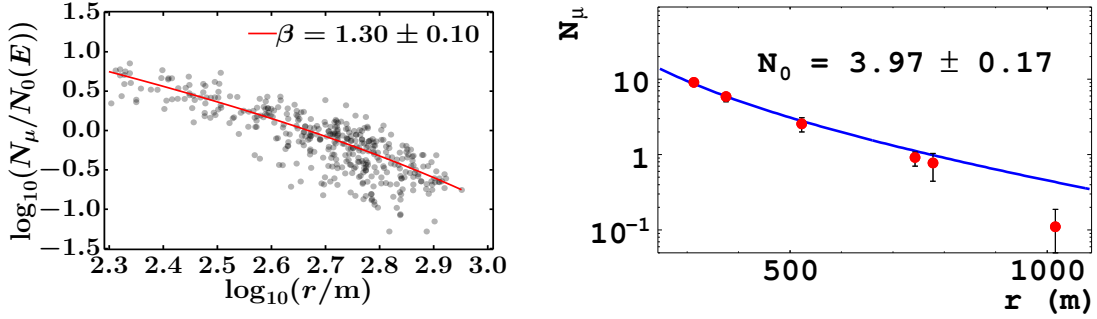 log₁₀(N_μ/N₀(E))
1.5
1.0
0.5
0.0
−0.5
−1.0
−1.5
β = 1.30 ± 0.10
2.3 2.4 2.5 2.6 2.7 2.8 2.9 3.0
log₁₀(r/m)
N_μ
10
1
10⁻¹
N₀ = 3.97 ± 0.17
500 1000
r (m)